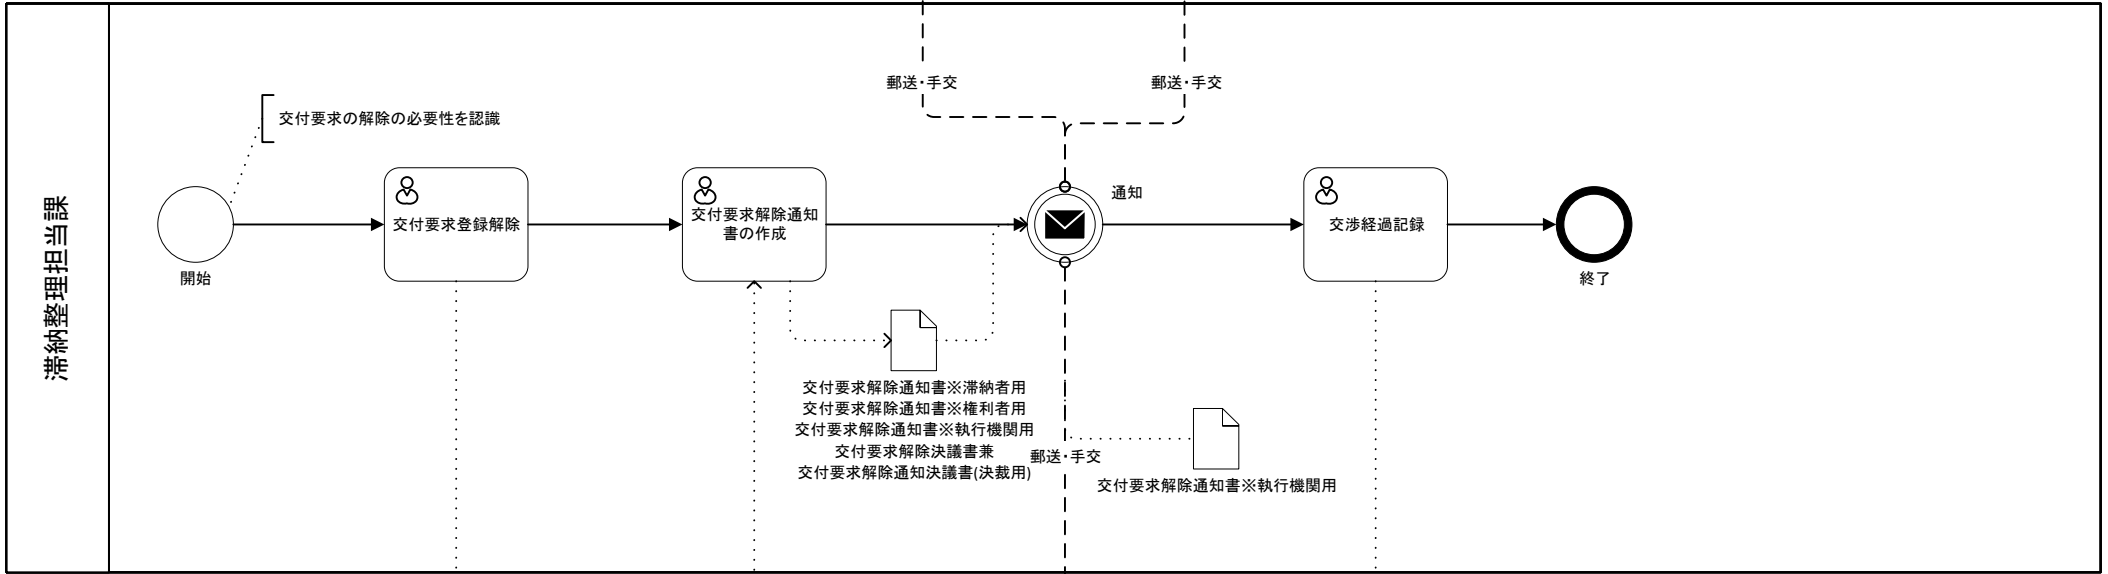 滞納整理担当課
郵送・手交
郵送・手交
交付要求の解除の必要性を認識
通知
交付要求登録解除
交付要求解除通知
書の作成
交渉経過記録
開始
終了
交付要求解除通知書※滞納者用
交付要求解除通知書※権利者用
交付要求解除通知書※執行機関用
交付要求解除決議書兼
交付要求解除通知決議書(決裁用)
郵送・手交
交付要求解除通知書※執行機関用